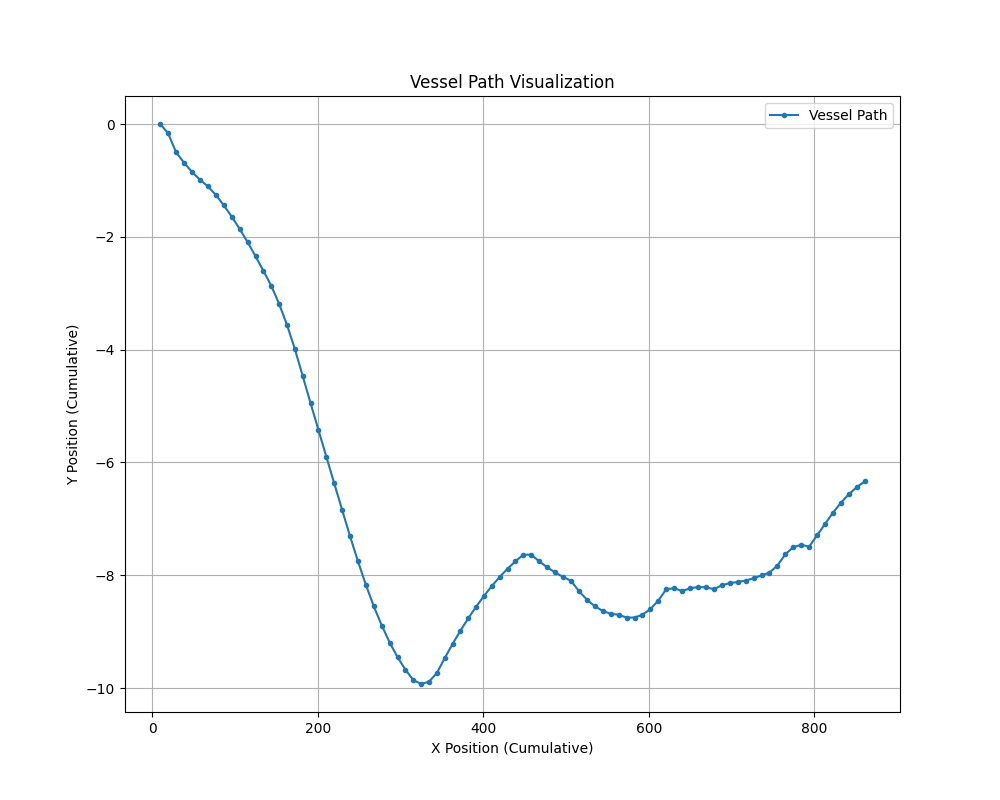 Vessel Path Visualization
Vessel Path
Y Position (Cumulative)
0
−2
−4
−6
−8
−10
0 200 400 600 800
X Position (Cumulative)